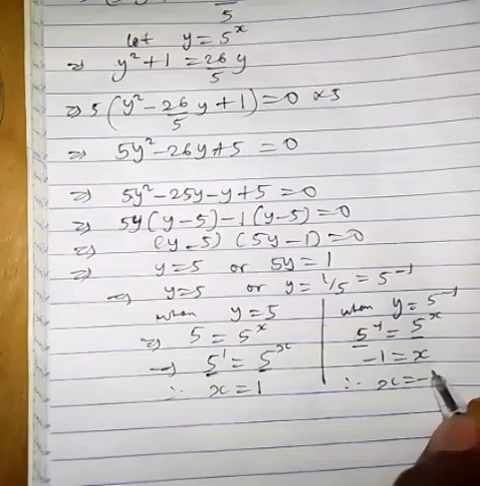 5
let y = 5^x
⇒ y² + 1 = 26/5 y
⇒ 5(y² - 26/5 y + 1) = 0 × 5
⇒ 5y² - 26y + 5 = 0
⇒ 5y² - 25y - y + 5 = 0
⇒ 5y(y - 5) - 1(y - 5) = 0
⇒ (y - 5) (5y - 1) = 0
⇒ y = 5 or 5y = 1
⇒ y = 5 or y = 1/5 = 5^-1
when y = 5
⇒ 5 = 5^x
⇒ 5^1 = 5^x
∴ x = 1
when y = 5^-1
5^-1 = 5^x
-1 = x
∴ x = -